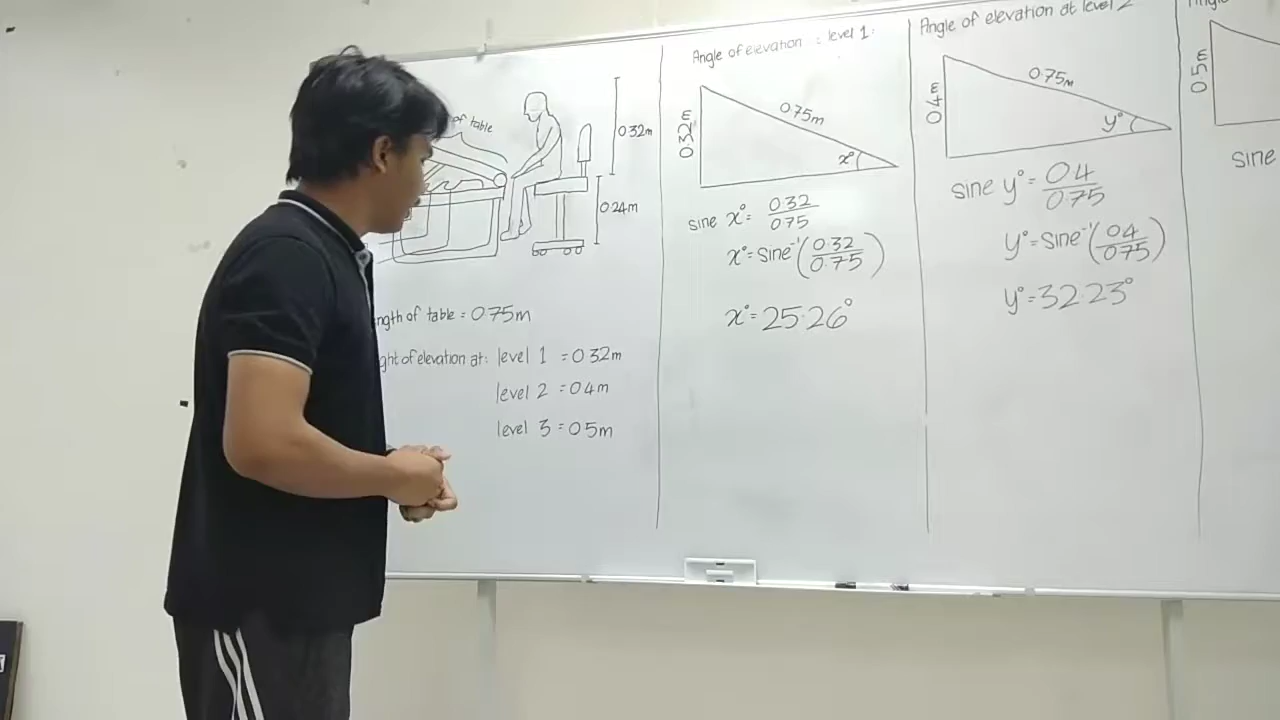 of table
0.32m
0.24m
ngth of table = 0.75m
ght of elevation at: level 1 = 0.32m
level 2 = 0.4m
level 3 = 0.5m
Angle of elevation : level 1:
0.32m
0.75m
x°
sine x° = 0.32/0.75
x° = sine⁻¹(0.32/0.75)
x° = 25.26°
Angle of elevation at level 2
0.4m
0.75m
y°
sine y° = 0.4/0.75
y° = sine⁻¹(0.4/0.75)
y° = 32.23°
0.5m
sine